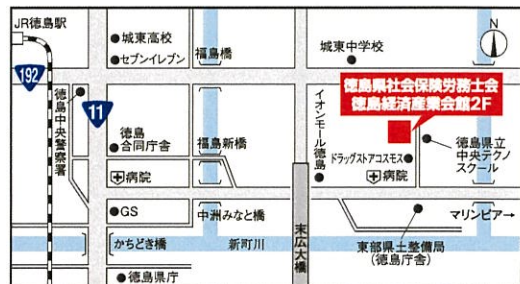 JR徳島駅
城東高校
セブンイレブン
福島橋
城東中学校
N
192
11
徳島中央警察署
徳島県社会保険労務士会
徳島経済産業会館2F
徳島
合同庁舎
福島新橋
イオンモール徳島
ドラッグストアコスモス
徳島県立
中央テクノ
スクール
病院
病院
GS
中洲みなと橋
末広大橋
マリンピア→
かちどき橋
新町川
東部県土整備局
(徳島庁舎)
徳島県庁